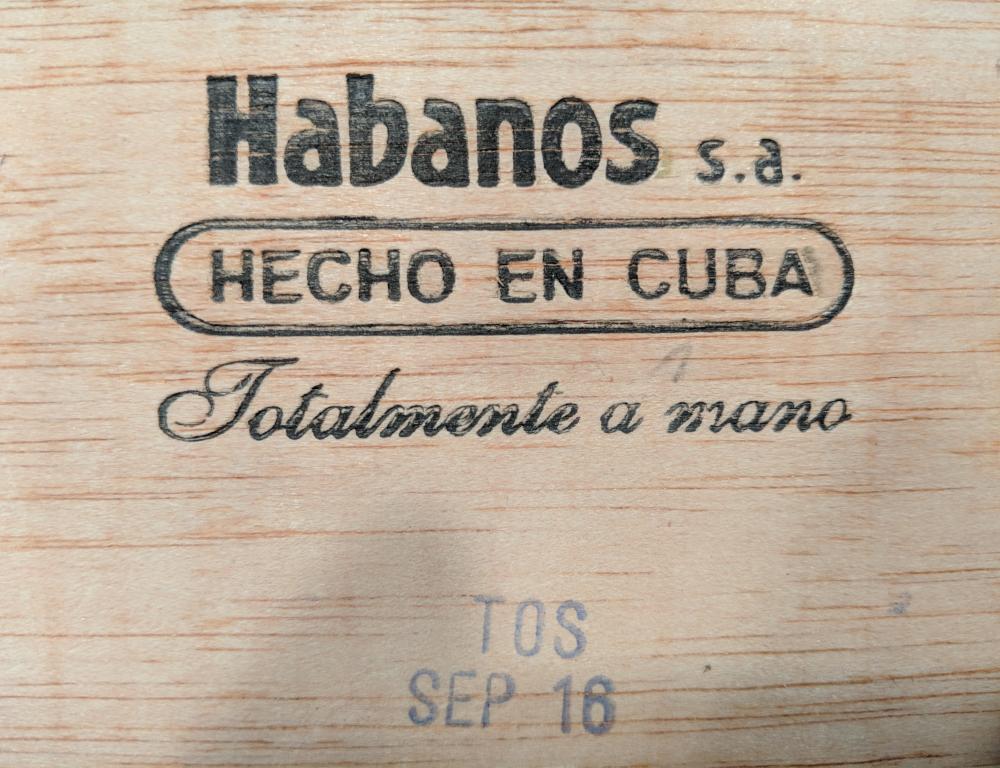 Habanos s.a.
HECHO EN CUBA
Totalmente a mano
TOS
SEP 16